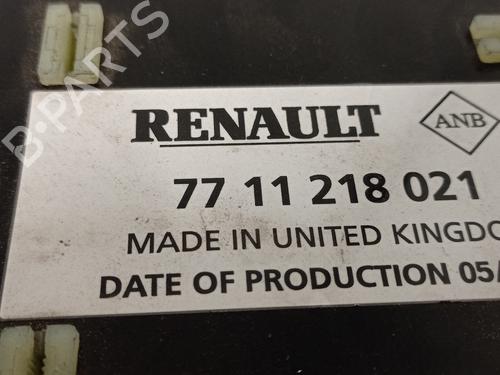 RENAULT
ANB
77 11 218 021
MADE IN UNITED KINGDO
DATE OF PRODUCTION 05/
B-PARTS